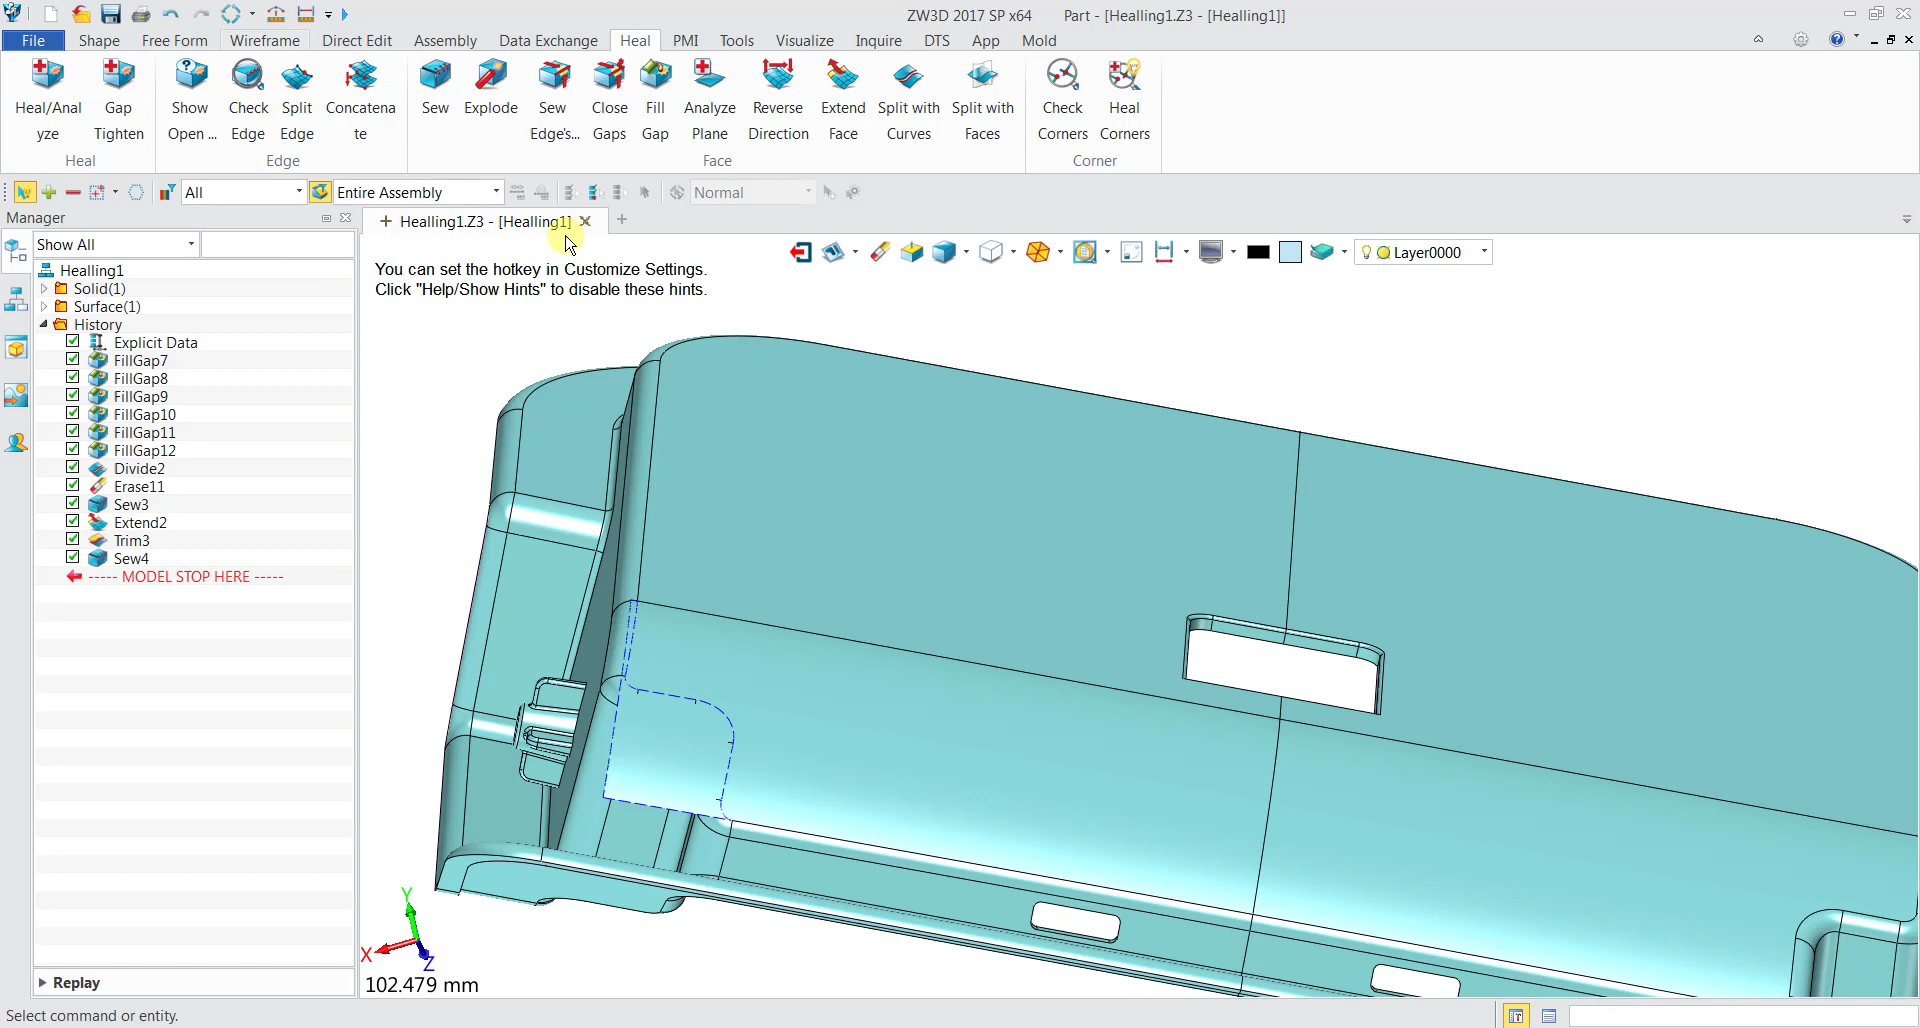 ZW3D 2017 SP x64 Part - [Healling1.Z3 - [Healling1]]
File Shape Free Form Wireframe Direct Edit Assembly Data Exchange Heal PMI Tools Visualize Inquire DTS App Mold
Heal/Anal
yze
Gap
Tighten
Show
Open ...
Check
Edge
Split
Edge
Concatena
te
Sew
Explode
Sew
Edge's...
Close
Gaps
Fill
Gap
Analyze
Plane
Reverse
Direction
Extend
Face
Split with
Curves
Split with
Faces
Check
Corners
Heal
Corners
Heal Edge Face Corner
All Entire Assembly Normal
Manager
Healling1.Z3 - [Healling1]
Show All
You can set the hotkey in Customize Settings.
Click "Help/Show Hints" to disable these hints.
Layer0000
Healling1
Solid(1)
Surface(1)
History
Explicit Data
FillGap7
FillGap8
FillGap9
FillGap10
FillGap11
FillGap12
Divide2
Erase11
Sew3
Extend2
Trim3
Sew4
----- MODEL STOP HERE -----
Y
X
Z
102.479 mm
Replay
Select command or entity.